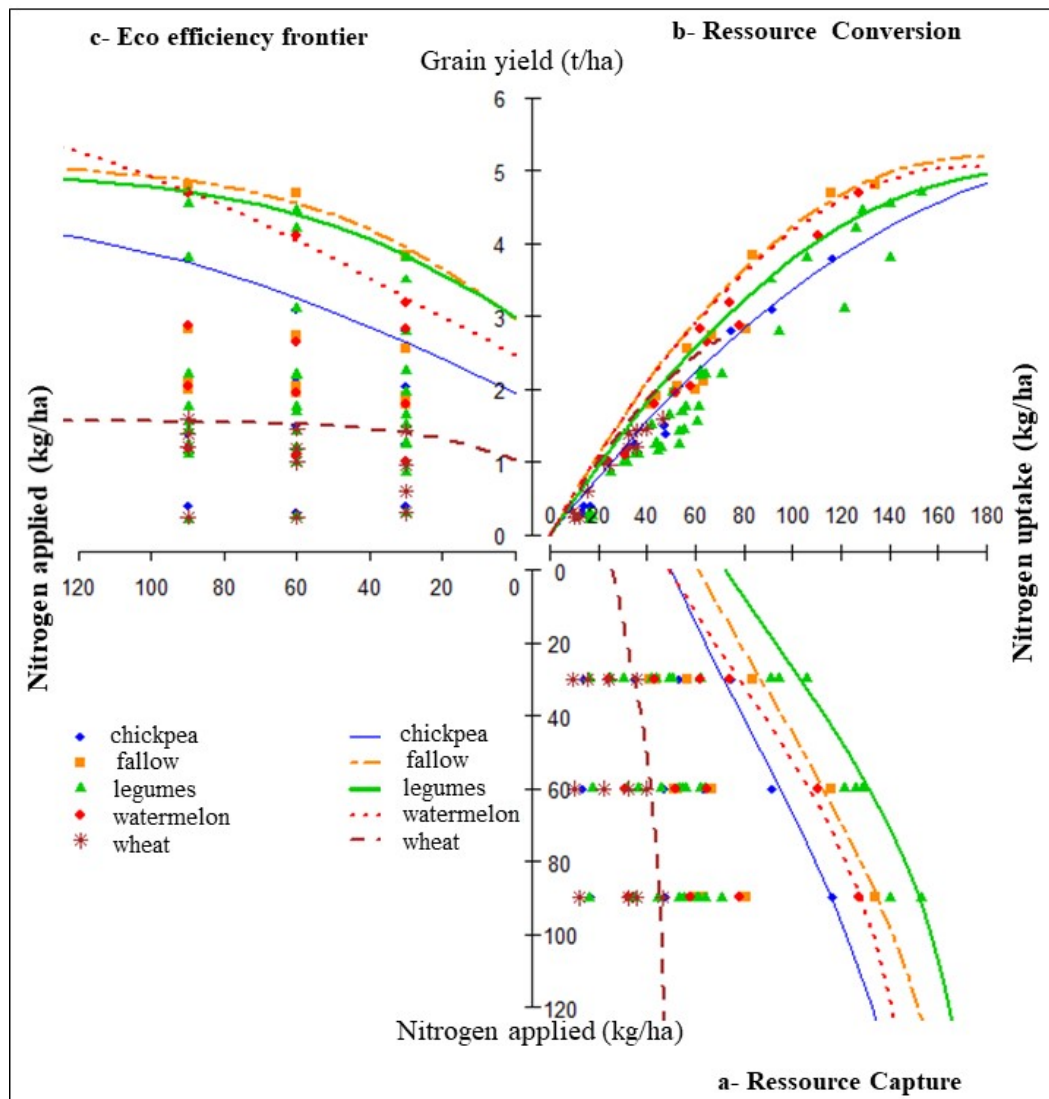 c- Eco efficiency frontier
b- Ressource Conversion
Grain yield (t/ha)
6
5
4
3
2
1
0
Nitrogen applied (kg/ha)
120 100 80 60 40 20 0
0 20 40 60 80 100 120 140 160 180
Nitrogen uptake (kg/ha)
0
20
40
60
80
100
120
chickpea
fallow
legumes
watermelon
wheat
chickpea
fallow
legumes
watermelon
wheat
Nitrogen applied (kg/ha)
a- Ressource Capture